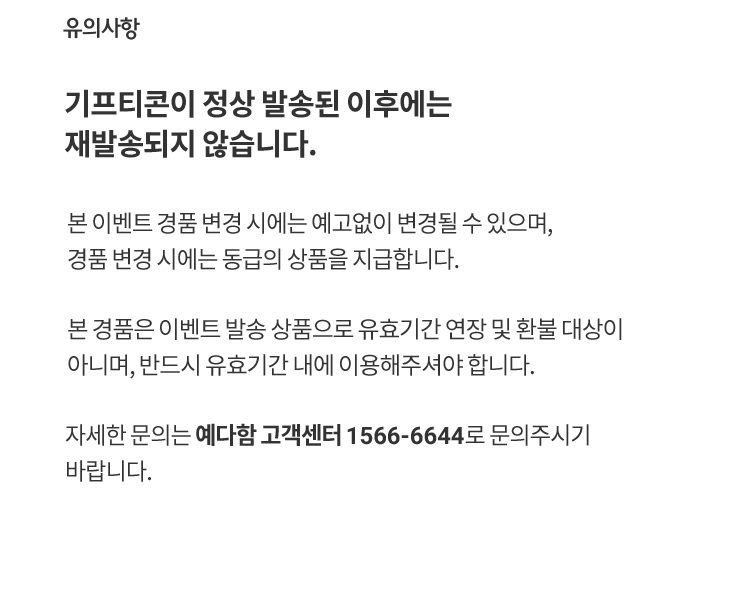 유의사항
기프티콘이 정상 발송된 이후에는
재발송되지 않습니다.
본 이벤트 경품 변경 시에는 예고없이 변경될 수 있으며,
경품 변경 시에는 동급의 상품을 지급합니다.
본 경품은 이벤트 발송 상품으로 유효기간 연장 및 환불 대상이
아니며, 반드시 유효기간 내에 이용해주셔야 합니다.
자세한 문의는 예다함 고객센터 1566-6644로 문의주시기
바랍니다.